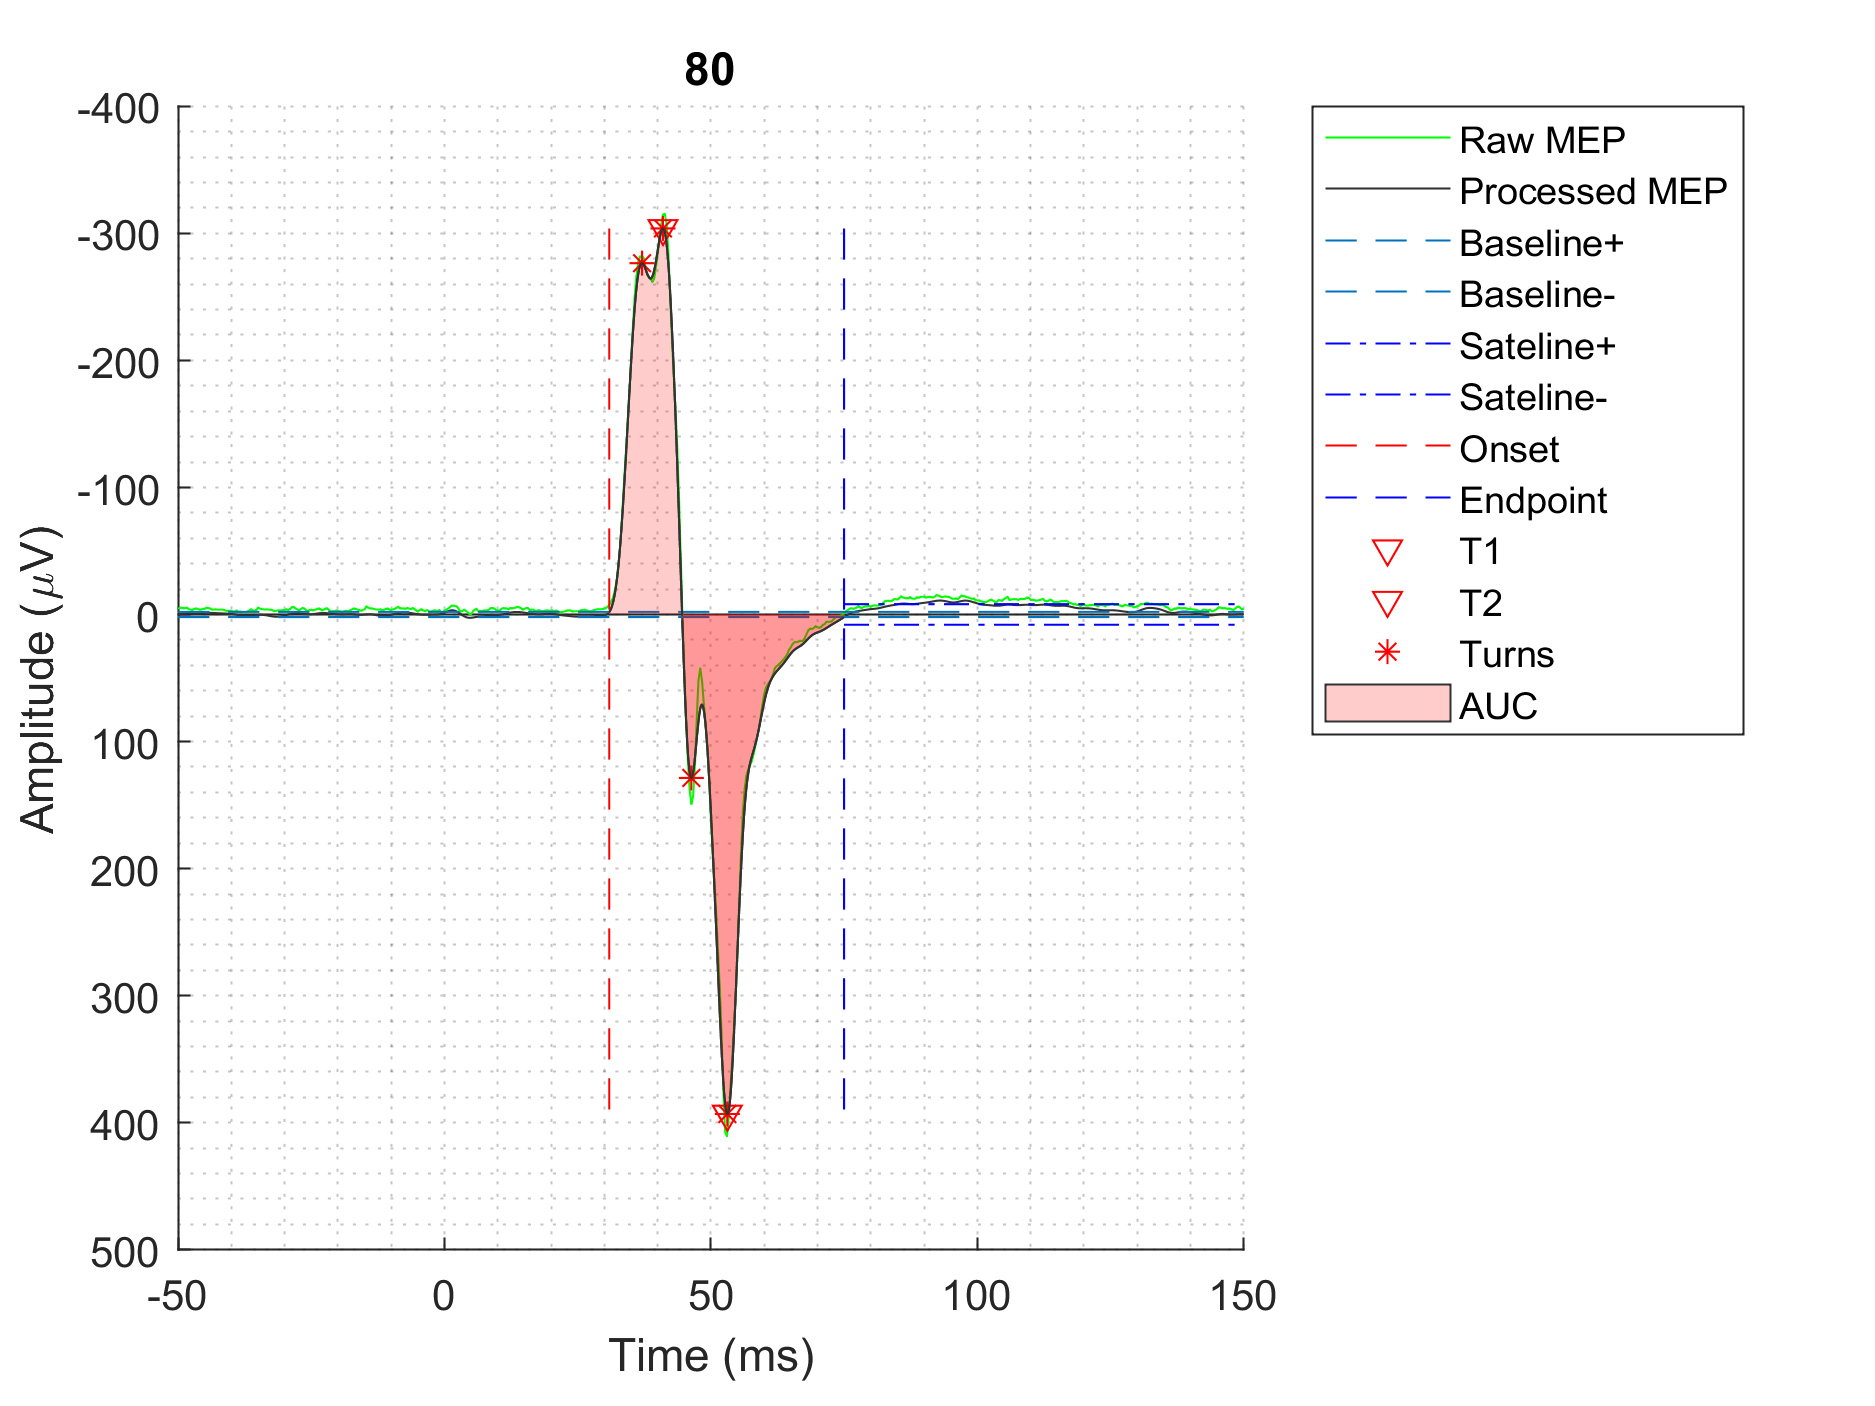 80
-400
-300
-200
-100
0
100
200
300
400
500
Amplitude (μV)
-50 0 50 100 150
Time (ms)
Raw MEP
Processed MEP
Baseline+
Baseline-
Sateline+
Sateline-
Onset
Endpoint
T1
T2
Turns
AUC